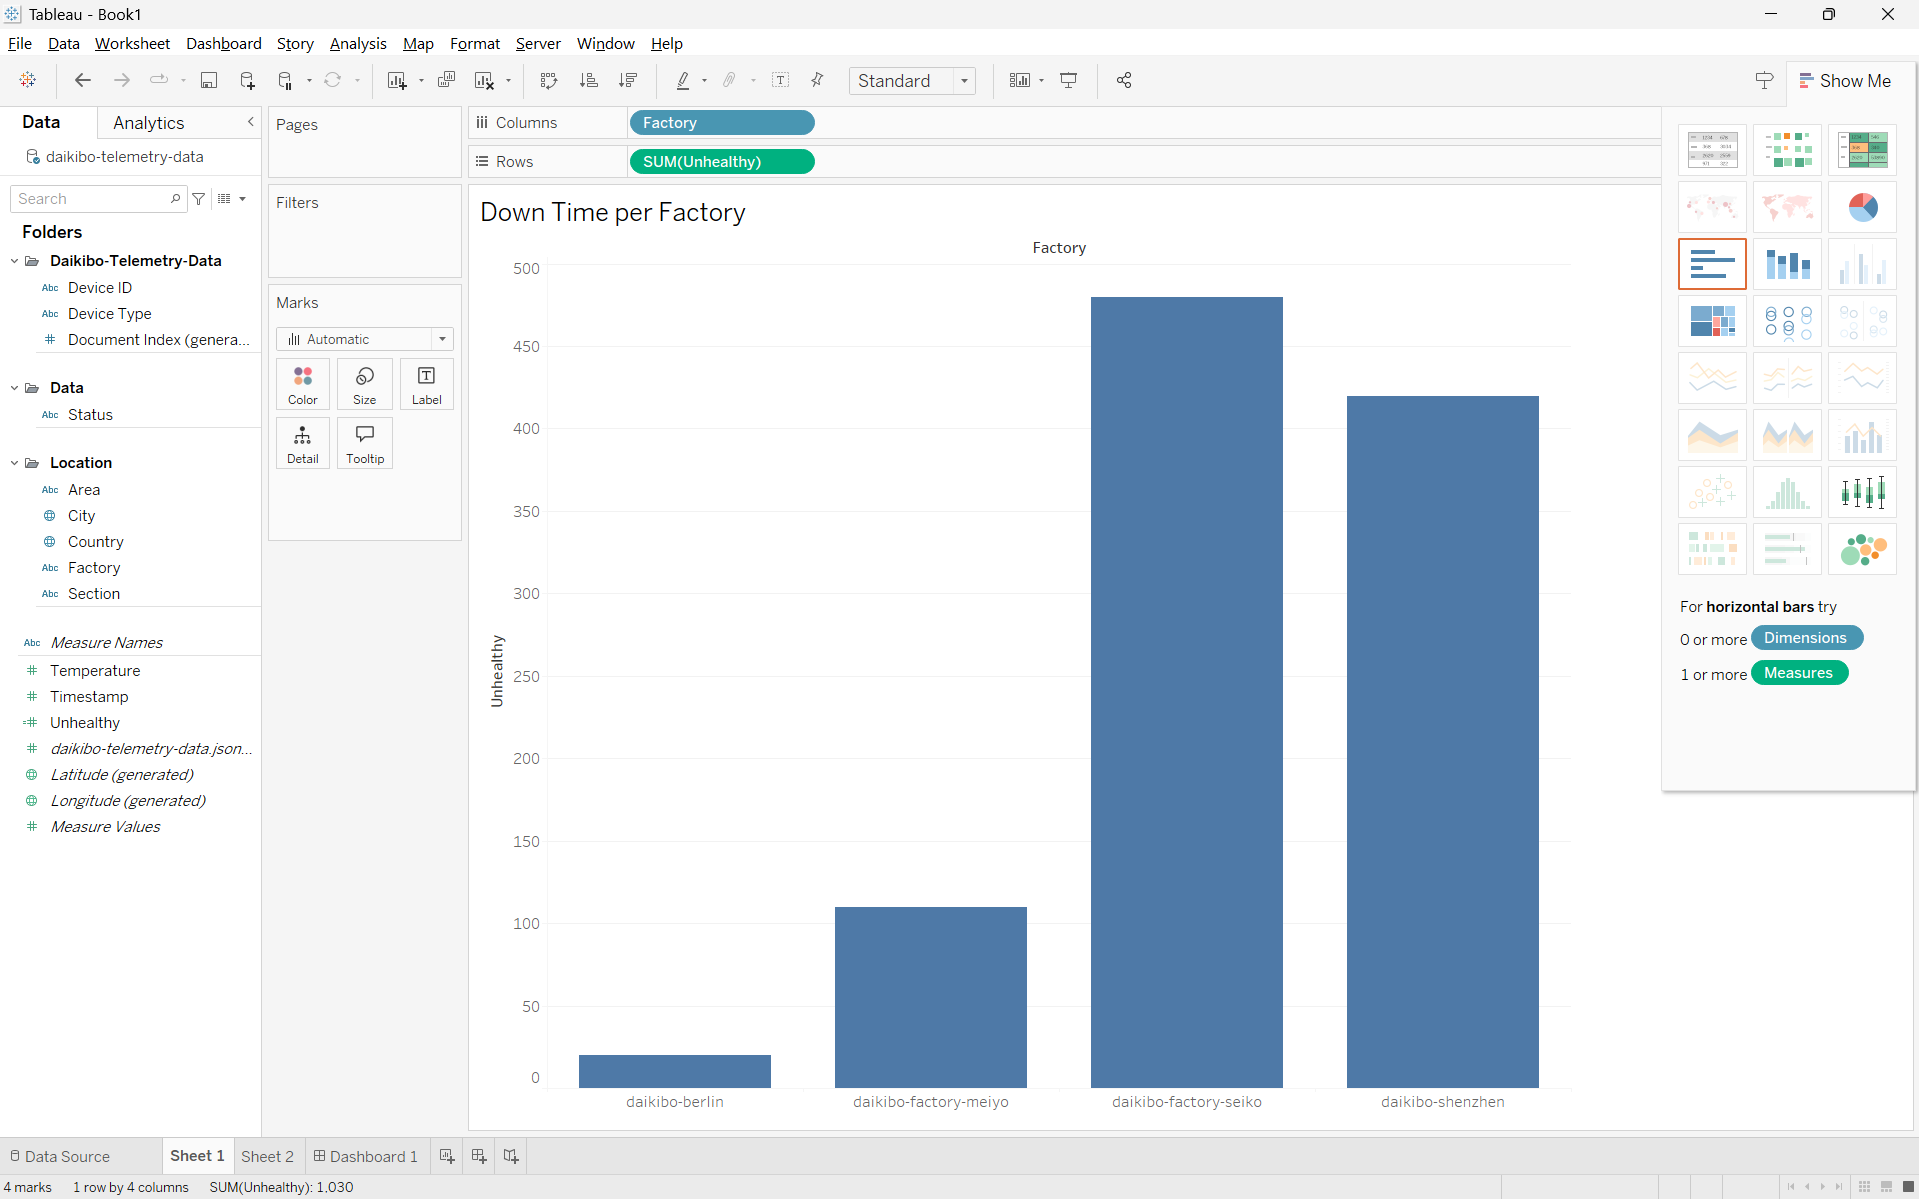 Tableau - Book1
File Data Worksheet Dashboard Story Analysis Map Format Server Window Help
Standard
Show Me
Data Analytics
daikibo-telemetry-data
Search
Folders
Daikibo-Telemetry-Data
Abc Device ID
Abc Device Type
# Document Index (genera...
Data
Abc Status
Location
Abc Area
City
Country
Abc Factory
Abc Section
Abc Measure Names
# Temperature
# Timestamp
=# Unhealthy
# daikibo-telemetry-data.json...
Latitude (generated)
Longitude (generated)
# Measure Values
Pages
Filters
Marks
Automatic
Color Size Label
Detail Tooltip
Columns Factory
Rows SUM(Unhealthy)
Down Time per Factory
Factory
500
450
400
350
300
250
200
150
100
50
0
Unhealthy
daikibo-berlin daikibo-factory-meiyo daikibo-factory-seiko daikibo-shenzhen
For horizontal bars try
0 or more Dimensions
1 or more Measures
Data Source Sheet 1 Sheet 2 Dashboard 1
4 marks 1 row by 4 columns SUM(Unhealthy): 1,030